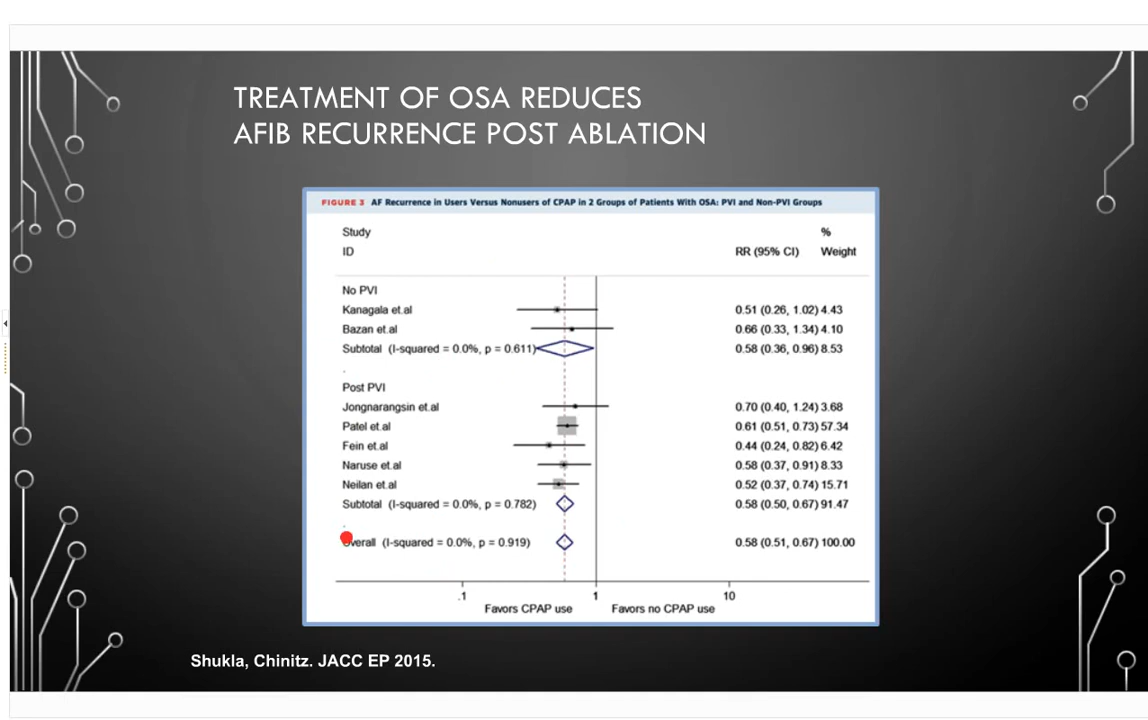 TREATMENT OF OSA REDUCES
AFIB RECURRENCE POST ABLATION
FIGURE 3 AF Recurrence in Users Versus Nonusers of CPAP in 2 Groups of Patients With OSA: PVI and Non-PVI Groups
Study %
ID RR (95% CI) Weight
No PVI
Kanagala et.al 0.51 (0.26, 1.02) 4.43
Bazan et.al 0.66 (0.33, 1.34) 4.10
Subtotal (I-squared = 0.0%, p = 0.611) 0.58 (0.36, 0.96) 8.53
.
Post PVI
Jongnarangsin et.al 0.70 (0.40, 1.24) 3.68
Patel et.al 0.61 (0.51, 0.73) 57.34
Fein et.al 0.44 (0.24, 0.82) 6.42
Naruse et.al 0.58 (0.37, 0.91) 8.33
Neilan et.al 0.52 (0.37, 0.74) 15.71
Subtotal (I-squared = 0.0%, p = 0.782) 0.58 (0.50, 0.67) 91.47
.
Overall (I-squared = 0.0%, p = 0.919) 0.58 (0.51, 0.67) 100.00
.1 1 10
Favors CPAP use Favors no CPAP use
Shukla, Chinitz. JACC EP 2015.